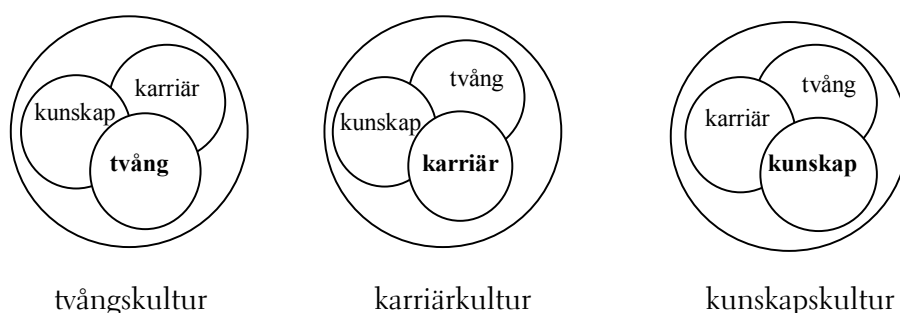 karriär
kunskap
tvång
tvångskultur
tvång
kunskap
karriär
karriärkultur
tvång
karriär
kunskap
kunskapskultur